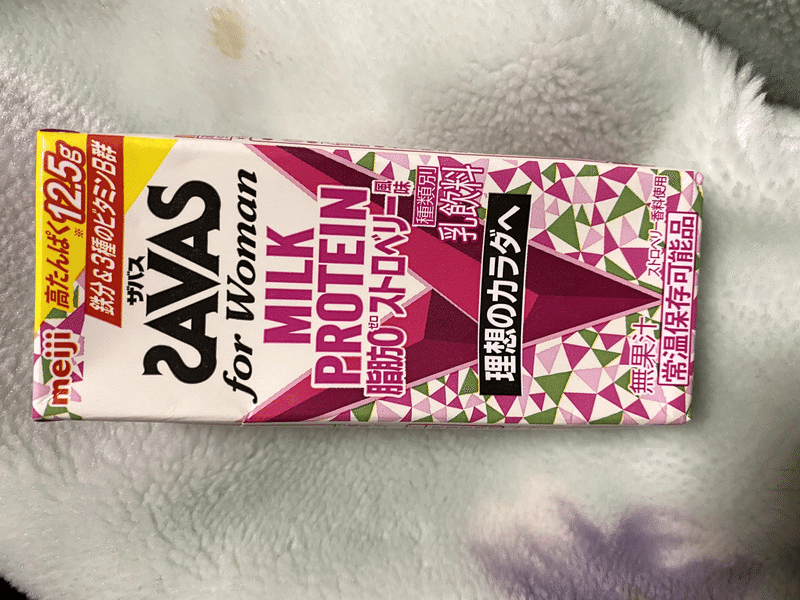 meiji
高たんぱく※12.5g
鉄分&3種のビタミンB群
ザバス
SAVAS
for Woman
MILK
PROTEIN
脂肪0ゼロ ストロベリー風味
種類別
乳飲料
理想のカラダへ
ストロベリー香料使用
無果汁
常温保存可能品